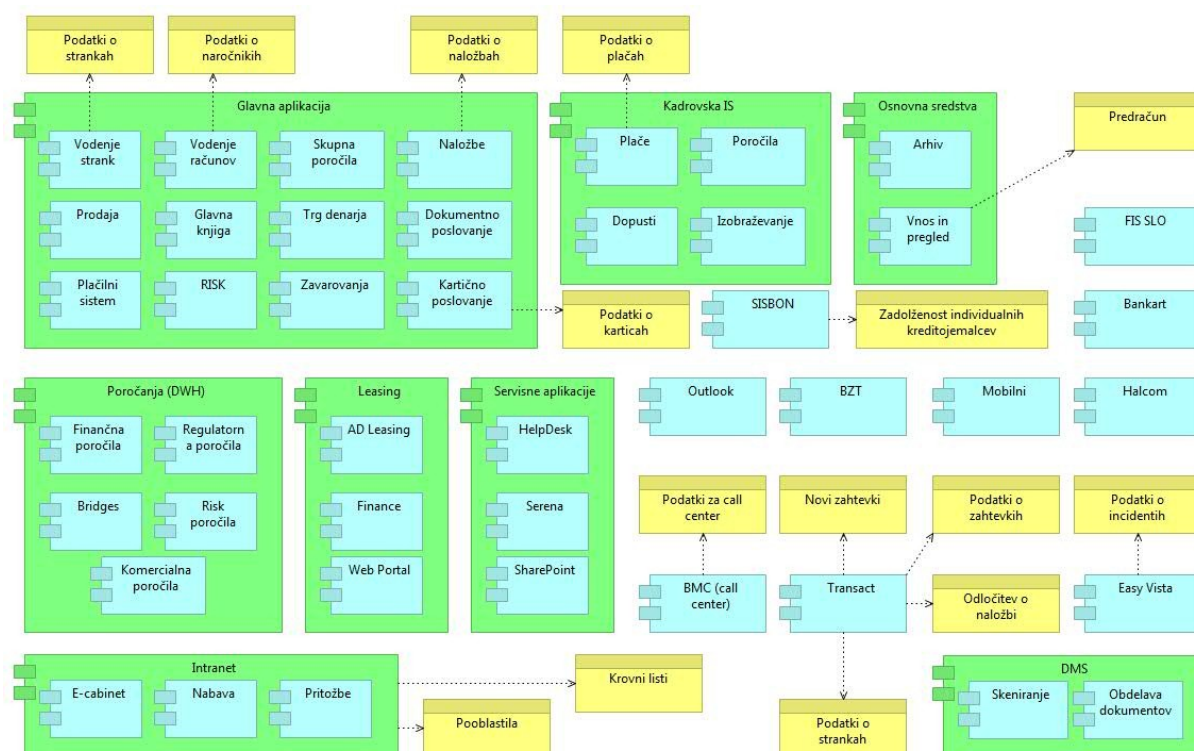 Podatki o
strankah
Podatki o
naročnikih
Podatki o
naložbah
Podatki o
plačah
Glavna aplikacija
Vodenje
strank
Vodenje
računov
Skupna
poročila
Naložbe
Prodaja
Glavna
knjiga
Trg denarja
Dokumentno
poslovanje
Plačilni
sistem
RISK
Zavarovanja
Kartično
poslovanje
Kadrovska IS
Plače
Poročila
Dopusti
Izobraževanje
Osnovna sredstva
Arhiv
Vnos in
pregled
Predračun
FIS SLO
Podatki o
karticah
SISBON
Zadolženost individualnih
kreditojemalcev
Bankart
Poročanja (DWH)
Finančna
poročila
Regulatorn
a poročila
Bridges
Risk
poročila
Komercialna
poročila
Leasing
AD Leasing
Finance
Web Portal
Servisne aplikacije
HelpDesk
Serena
SharePoint
Outlook
BZT
Mobilni
Halcom
Podatki za call
center
Novi zahtevki
Podatki o
zahtevkih
Podatki o
incidentih
BMC (call
center)
Transact
Odločitev o
naložbi
Easy Vista
Intranet
E-cabinet
Nabava
Pritožbe
Krovni listi
Pooblastila
Podatki o
strankah
DMS
Skeniranje
Obdelava
dokumentov